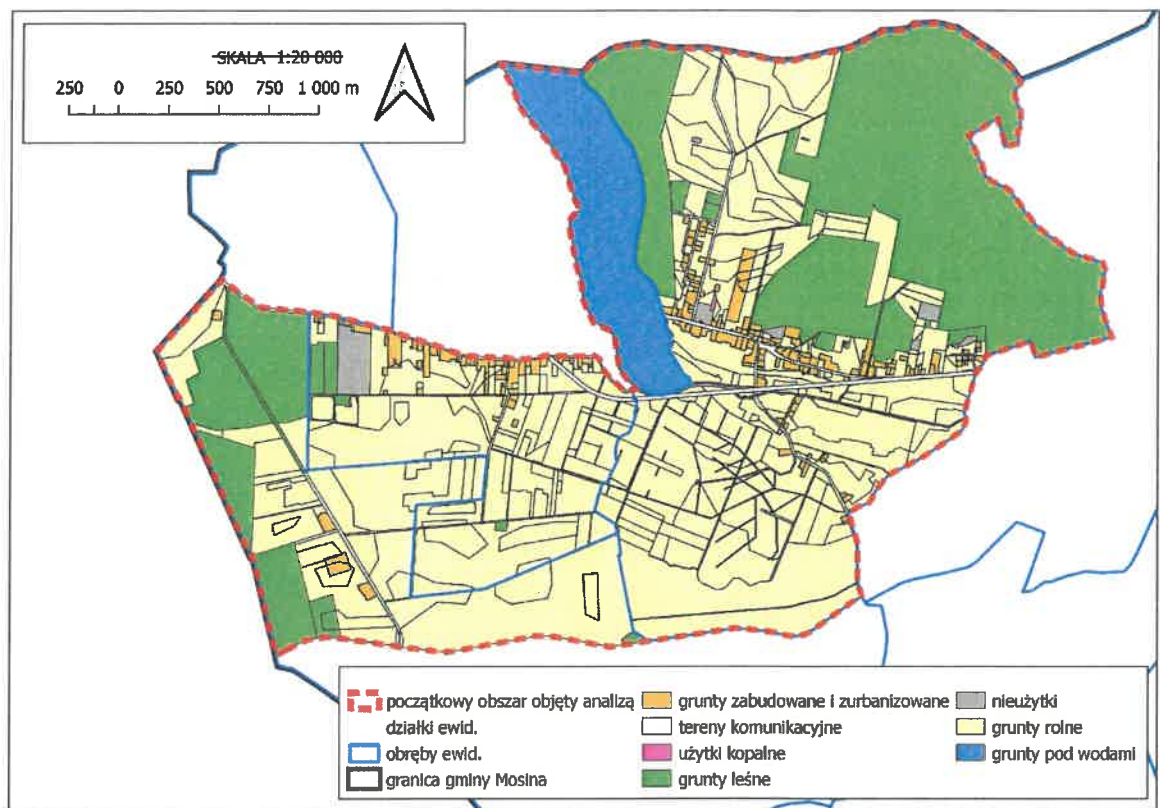 SKALA 1:20 000
250 0 250 500 750 1 000 m
początkowy obszar objęty analizą
działki ewid.
obręby ewid.
granica gminy Mosina
grunty zabudowane i zurbanizowane
tereny komunikacyjne
użytki kopalne
grunty leśne
nieużytki
grunty rolne
grunty pod wodami